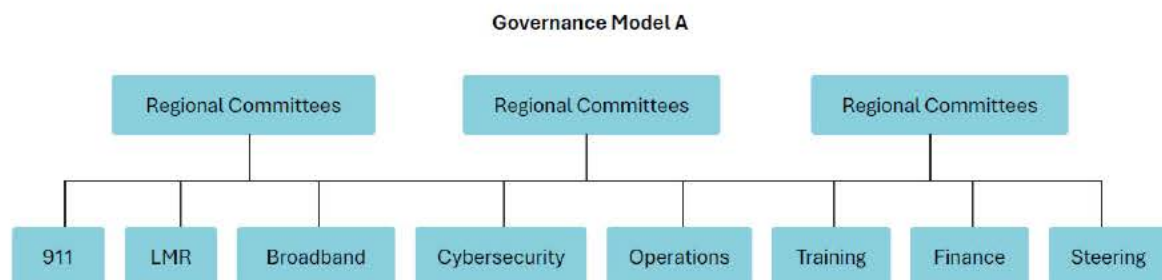 Governance Model A
Regional Committees
Regional Committees
Regional Committees
911
LMR
Broadband
Cybersecurity
Operations
Training
Finance
Steering